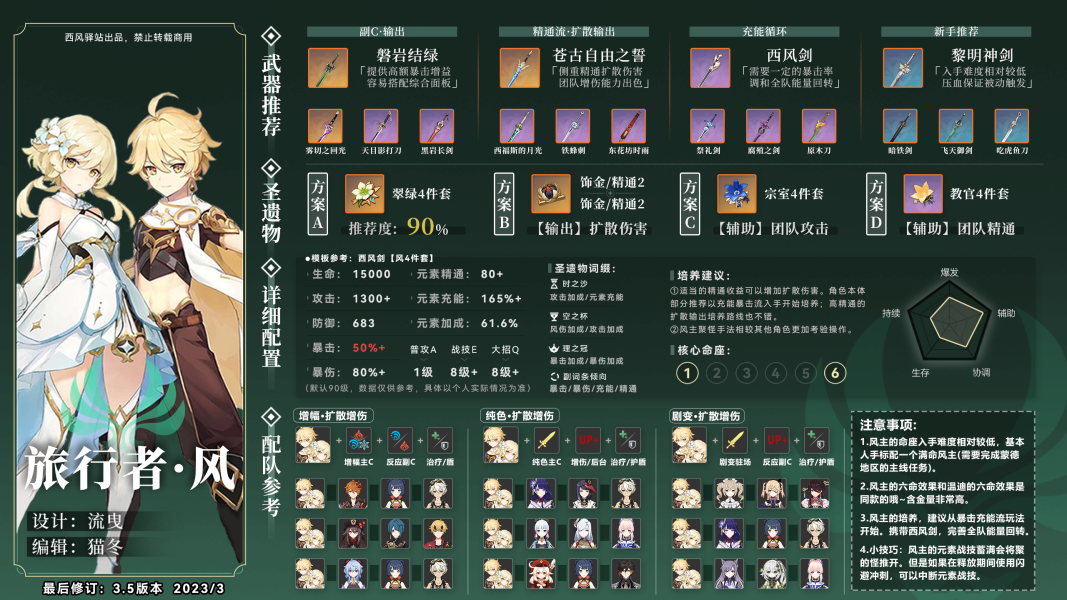 西风驿站出品，禁止转载商用
旅行者·风
设计：流曳
编辑：猫冬
最后修订：3.5版本 2023/3
武器推荐
副C·输出
磐岩结绿
「提供高额暴击增益
容易搭配综合面板」
雾切之回光
天目影打刀
黑岩长剑
精通流·扩散输出
苍古自由之誓
「侧重精通扩散伤害
团队增伤能力出色」
西福斯的月光
铁蜂刺
东花坊时雨
充能循环
西风剑
「需要一定的暴击率
调和全队能量回转」
祭礼剑
腐殖之剑
原木刀
新手推荐
黎明神剑
「入手难度相对较低
压血保证被动触发」
暗铁剑
飞天御剑
吃虎鱼刀
圣遗物
方案A
翠绿4件套
推荐度：90%
方案B
饰金/精通2
+
饰金/精通2
【输出】扩散伤害
方案C
宗室4件套
【辅助】团队攻击
方案D
教官4件套
【辅助】团队精通
详细配置
●模板参考：西风剑【风4件套】
生命：15000
元素精通：80+
攻击：1300+
元素充能：165%+
防御：683
元素加成：61.6%
暴击：50%+
普攻A 战技E 大招Q
暴伤：80%+
1级 8级+ 8级+
（默认90级，数据仅供参考，具体以个人实际情况为准）
圣遗物词缀：
时之沙
攻击加成/元素充能
空之杯
风伤加成/攻击加成
理之冠
暴击加成/暴伤加成
副词条倾向
暴击/暴伤/充能/精通
培养建议：
①适当的精通收益可以增加扩散伤害。角色本体
部分推荐以充能暴击流入手开始培养；高精通的
扩散输出培养路线也不错。
②风主聚怪手法相较其他角色更加考验操作。
核心命座：
1 2 3 4 5 6
爆发
辅助
协调
生存
持续
配队参考
增幅·扩散增伤
+ + +
增幅主C 反应副C 治疗/盾
纯色·扩散增伤
+ + UP+ +
纯色主C 增伤/后台 治疗/护盾
剧变·扩散增伤
+ + UP+ +
剧变驻场 反应副C 治疗/护盾
注意事项：
1.风主的命座入手难度相对较低，基本
人手标配一个满命风主(需要完成蒙德
地区的主线任务)。
2.风主的六命效果和温迪的六命效果是
同款的哦~含金量非常高。
3.风主的培养，建议从暴击充能流玩法
开始。携带西风剑，完善全队能量回转。
4.小技巧：风主的元素战技蓄满会将聚
的怪推开。但是如果在释放期间使用闪
避冲刺，可以中断元素战技。